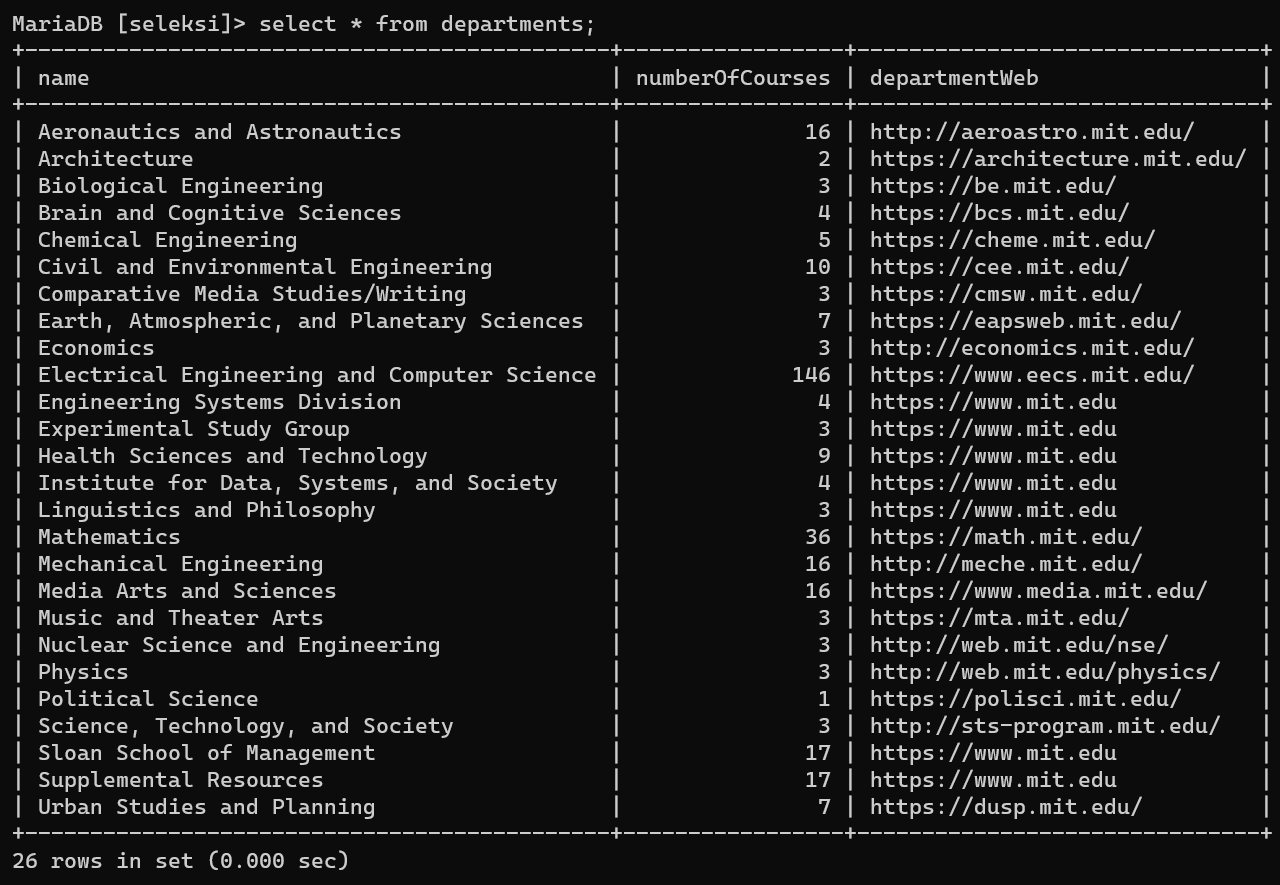 MariaDB [seleksi]> select * from departments;
+---------------------------------------------+-----------------+-------------------------------+
| name                                        | numberOfCourses | departmentWeb                 |
+---------------------------------------------+-----------------+-------------------------------+
| Aeronautics and Astronautics                |              16 | http://aeroastro.mit.edu/     |
| Architecture                                |               2 | https://architecture.mit.edu/ |
| Biological Engineering                      |               3 | https://be.mit.edu/           |
| Brain and Cognitive Sciences                |               4 | https://bcs.mit.edu/          |
| Chemical Engineering                        |               5 | https://cheme.mit.edu/        |
| Civil and Environmental Engineering         |              10 | https://cee.mit.edu/          |
| Comparative Media Studies/Writing           |               3 | https://cmsw.mit.edu/         |
| Earth, Atmospheric, and Planetary Sciences  |               7 | https://eapsweb.mit.edu/      |
| Economics                                   |               3 | http://economics.mit.edu/     |
| Electrical Engineering and Computer Science |             146 | https://www.eecs.mit.edu/     |
| Engineering Systems Division                |               4 | https://www.mit.edu           |
| Experimental Study Group                    |               3 | https://www.mit.edu           |
| Health Sciences and Technology              |               9 | https://www.mit.edu           |
| Institute for Data, Systems, and Society    |               4 | https://www.mit.edu           |
| Linguistics and Philosophy                  |               3 | https://www.mit.edu           |
| Mathematics                                 |              36 | https://math.mit.edu/         |
| Mechanical Engineering                      |              16 | http://meche.mit.edu/         |
| Media Arts and Sciences                     |              16 | https://www.media.mit.edu/    |
| Music and Theater Arts                      |               3 | https://mta.mit.edu/          |
| Nuclear Science and Engineering             |               3 | http://web.mit.edu/nse/       |
| Physics                                     |               3 | http://web.mit.edu/physics/   |
| Political Science                           |               1 | https://polisci.mit.edu/      |
| Science, Technology, and Society            |               3 | http://sts-program.mit.edu/   |
| Sloan School of Management                  |              17 | https://www.mit.edu           |
| Supplemental Resources                      |              17 | https://www.mit.edu           |
| Urban Studies and Planning                  |               7 | https://dusp.mit.edu/         |
+---------------------------------------------+-----------------+-------------------------------+
26 rows in set (0.000 sec)